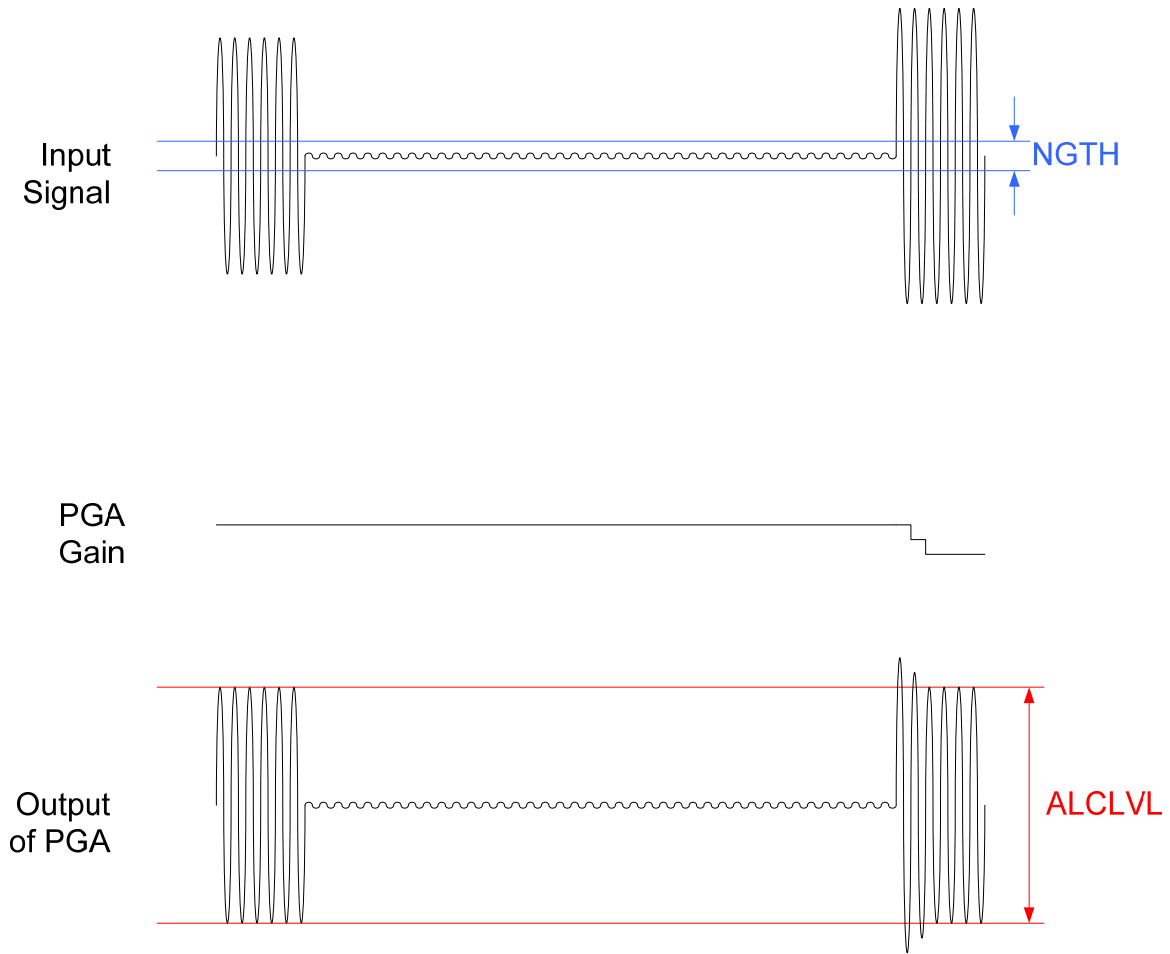 Input
Signal
NGTH
PGA
Gain
Output
of PGA
ALCLVL